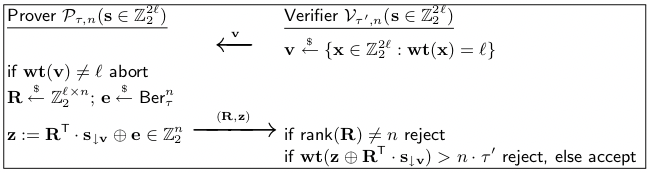 Prover 𝒫_{τ,n}(𝐬 ∈ ℤ_2^{2ℓ}) Verifier 𝒱_{τ′,n}(𝐬 ∈ ℤ_2^{2ℓ})
⟵^{𝐯} 𝐯 ←^{$} {𝐱 ∈ ℤ_2^{2ℓ} : 𝐰𝐭(𝐱) = ℓ}
if 𝐰𝐭(𝐯) ≠ ℓ abort
𝐑 ←^{$} ℤ_2^{ℓ×n}; 𝐞 ←^{$} Ber_τ^n
𝐳 := 𝐑^T · 𝐬_{↓𝐯} ⊕ 𝐞 ∈ ℤ_2^n ⟶^{(𝐑,𝐳)} if rank(𝐑) ≠ n reject
if 𝐰𝐭(𝐳 ⊕ 𝐑^T · 𝐬_{↓𝐯}) > n · τ′ reject, else accept